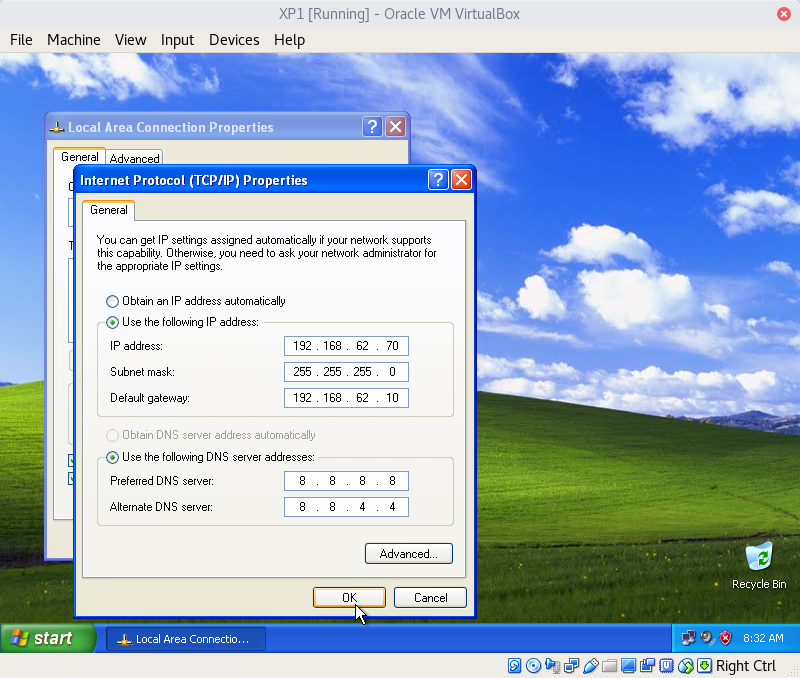 XP1 [Running] - Oracle VM VirtualBox
File Machine View Input Devices Help
Local Area Connection Properties
General Advanced
Internet Protocol (TCP/IP) Properties
General
You can get IP settings assigned automatically if your network supports
this capability. Otherwise, you need to ask your network administrator for
the appropriate IP settings.
Obtain an IP address automatically
Use the following IP address:
IP address: 192 . 168 . 62 . 70
Subnet mask: 255 . 255 . 255 . 0
Default gateway: 192 . 168 . 62 . 10
Obtain DNS server address automatically
Use the following DNS server addresses:
Preferred DNS server: 8 . 8 . 8 . 8
Alternate DNS server: 8 . 8 . 4 . 4
Advanced...
OK Cancel
Recycle Bin
start Local Area Connectio... 8:32 AM
Right Ctrl